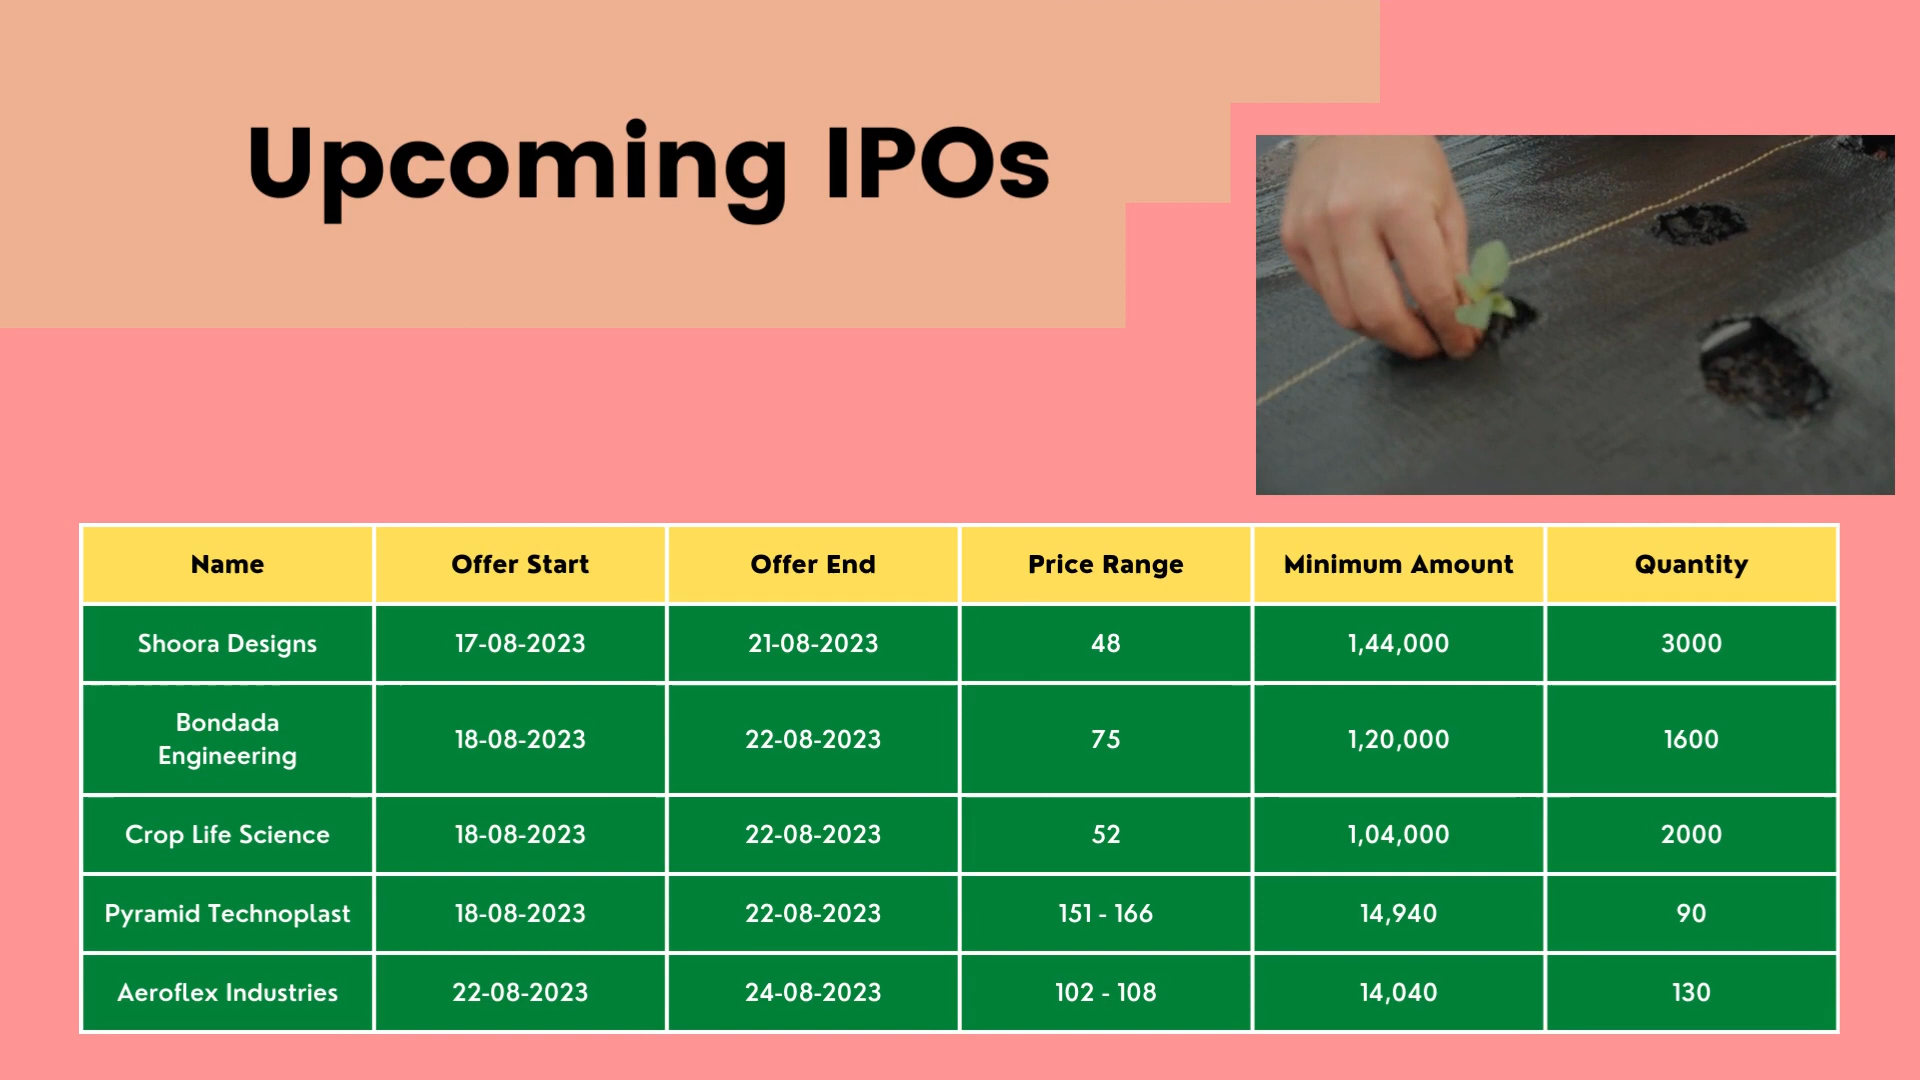 Upcoming IPOs
Name Offer Start Offer End Price Range Minimum Amount Quantity
Shoora Designs 17-08-2023 21-08-2023 48 1,44,000 3000
Bondada
Engineering 18-08-2023 22-08-2023 75 1,20,000 1600
Crop Life Science 18-08-2023 22-08-2023 52 1,04,000 2000
Pyramid Technoplast 18-08-2023 22-08-2023 151 - 166 14,940 90
Aeroflex Industries 22-08-2023 24-08-2023 102 - 108 14,040 130